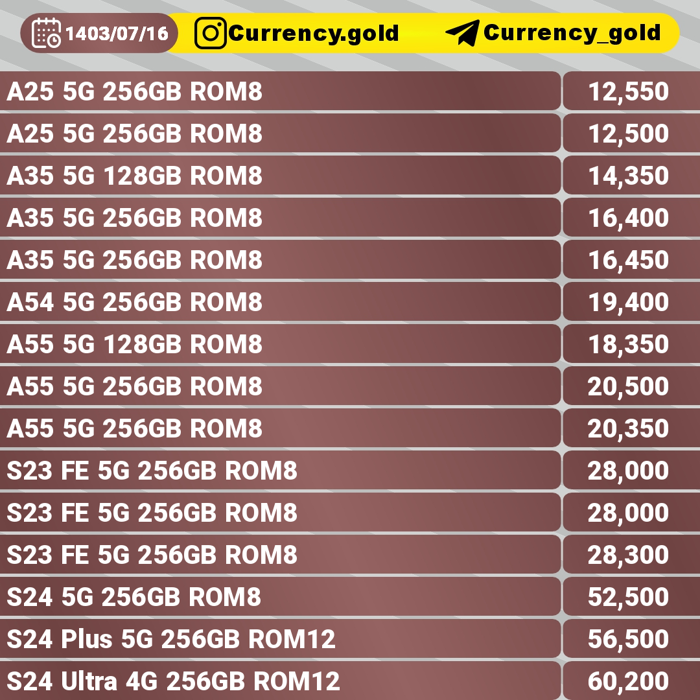 1403/07/16 Currency.gold Currency_gold
A25 5G 256GB ROM8 12,550
A25 5G 256GB ROM8 12,500
A35 5G 128GB ROM8 14,350
A35 5G 256GB ROM8 16,400
A35 5G 256GB ROM8 16,450
A54 5G 256GB ROM8 19,400
A55 5G 128GB ROM8 18,350
A55 5G 256GB ROM8 20,500
A55 5G 256GB ROM8 20,350
S23 FE 5G 256GB ROM8 28,000
S23 FE 5G 256GB ROM8 28,000
S23 FE 5G 256GB ROM8 28,300
S24 5G 256GB ROM8 52,500
S24 Plus 5G 256GB ROM12 56,500
S24 Ultra 4G 256GB ROM12 60,200